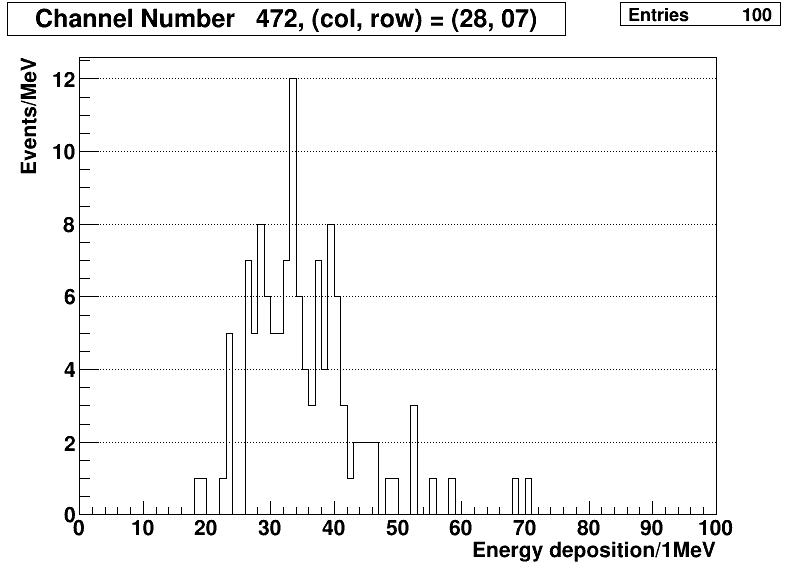 Channel Number 472, (col, row) = (28, 07)
Entries 100
Events/MeV
12
10
8
6
4
2
0
0 10 20 30 40 50 60 70 80 90 100
Energy deposition/1MeV